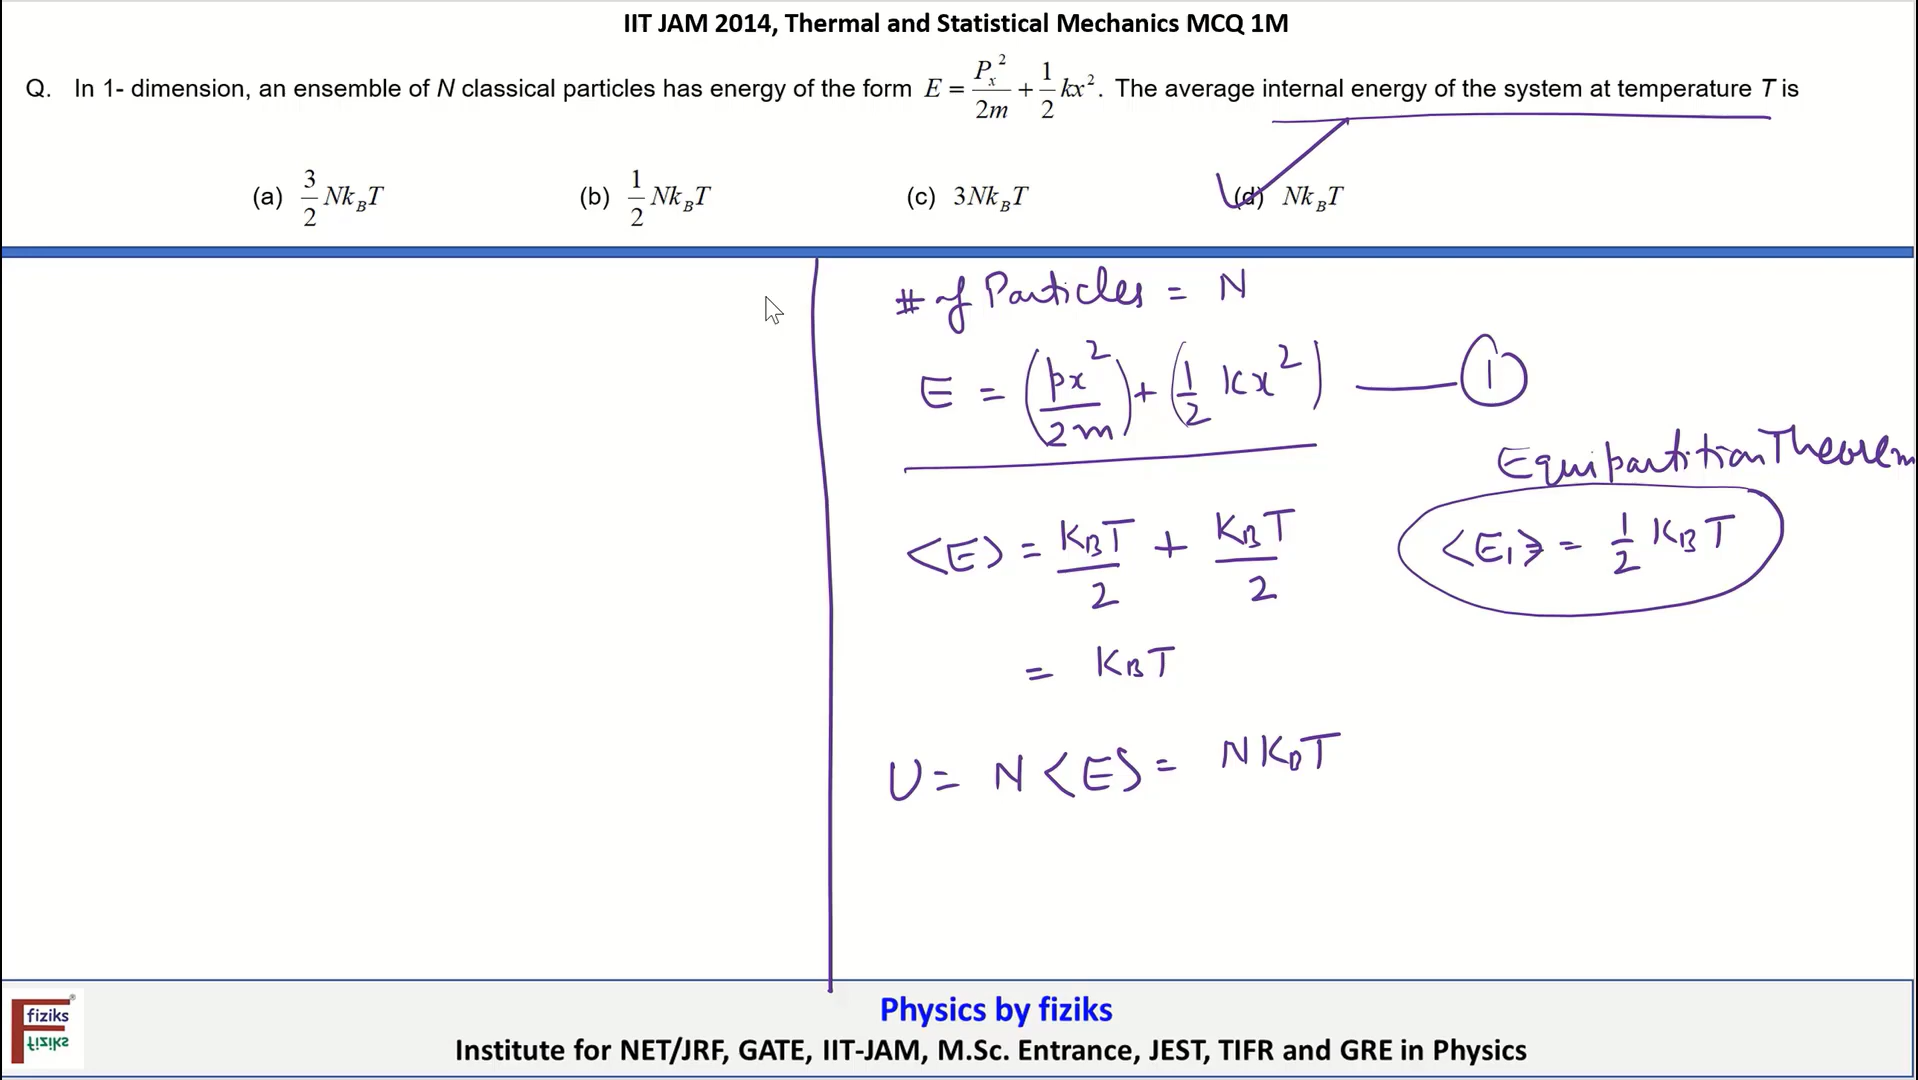 IIT JAM 2014, Thermal and Statistical Mechanics MCQ 1M
Q. In 1- dimension, an ensemble of N classical particles has energy of the form E = Pₓ²/2m + 1/2 kx². The average internal energy of the system at temperature T is
(a) 3/2 Nk_BT (b) 1/2 Nk_BT (c) 3Nk_BT (d) Nk_BT
# of Particles = N
E = (px²/2m) + (1/2 Kx²) —— 1
Equipartition Theorem
<E> = K_BT/2 + K_BT/2
<E₁> = 1/2 K_BT
= K_BT
U = N <E> = NK_BT
fiziks
fiziks
Physics by fiziks
Institute for NET/JRF, GATE, IIT-JAM, M.Sc. Entrance, JEST, TIFR and GRE in Physics